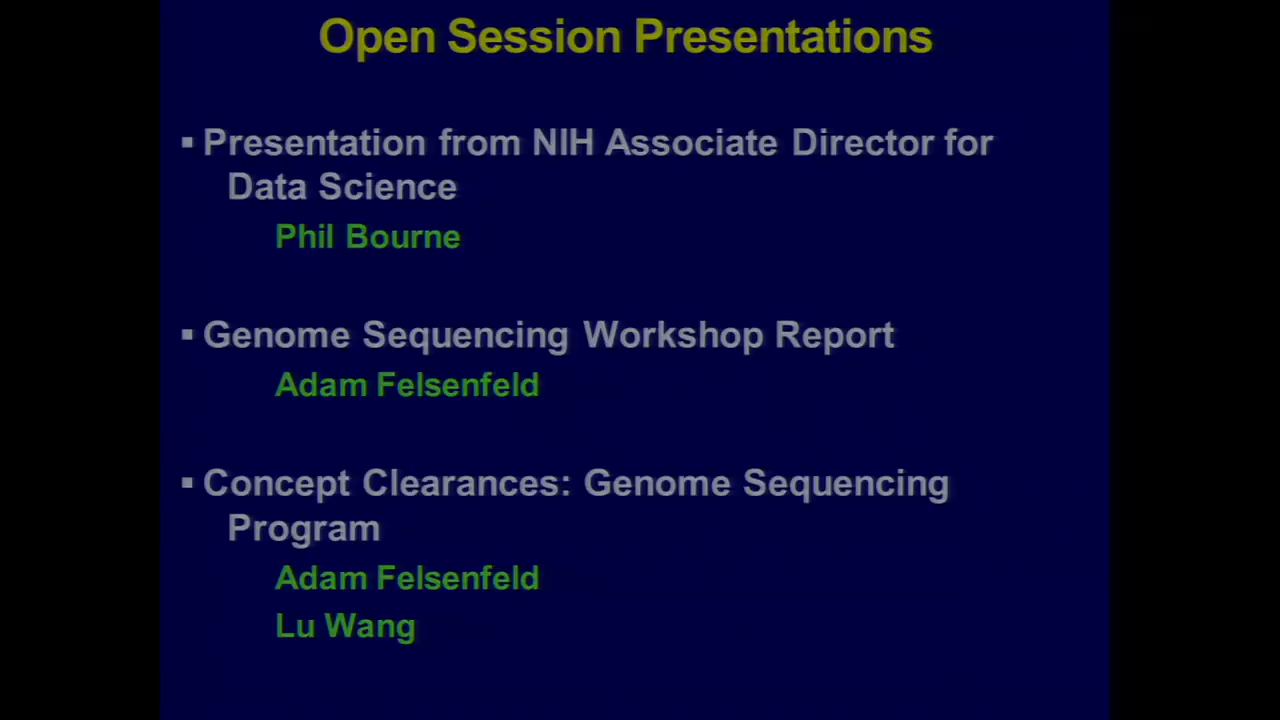 Open Session Presentations
▪ Presentation from NIH Associate Director for
Data Science
Phil Bourne
▪ Genome Sequencing Workshop Report
Adam Felsenfeld
▪ Concept Clearances: Genome Sequencing
Program
Adam Felsenfeld
Lu Wang